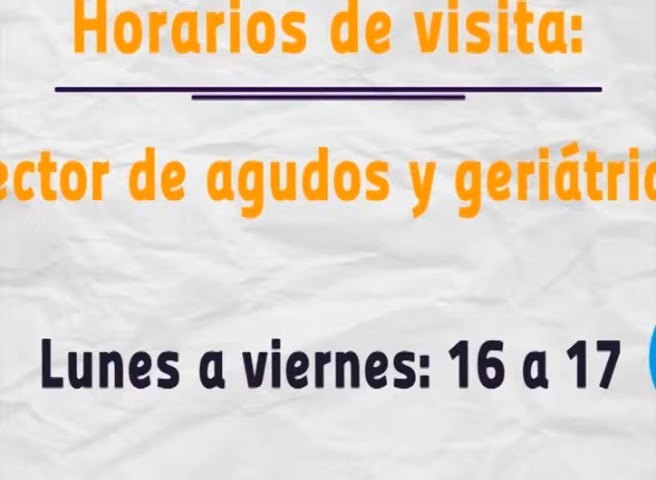 Horarios de visita:
ector de agudos y geriátric
Lunes a viernes: 16 a 17